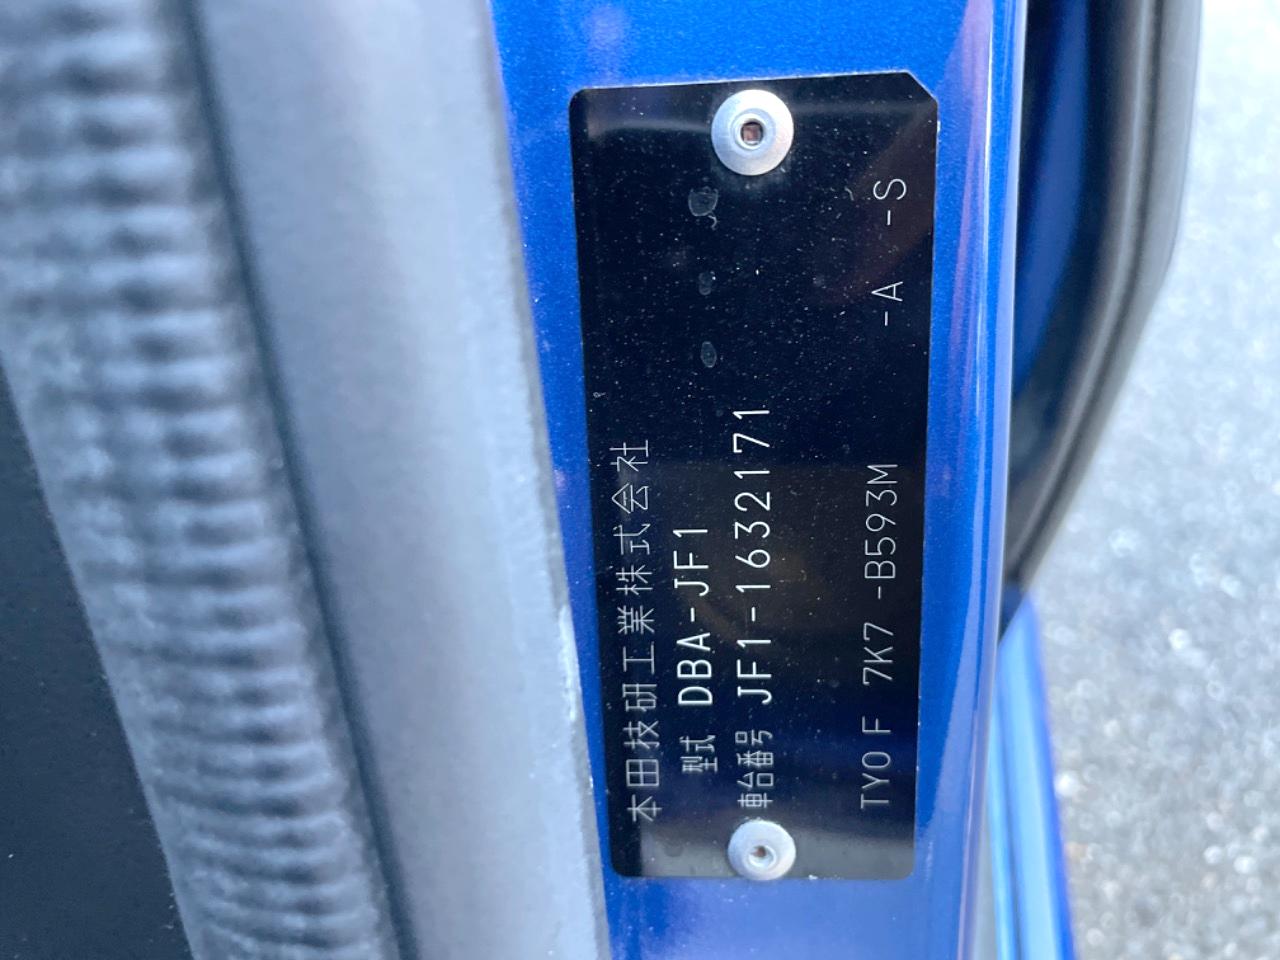 本田技研工業株式会社
型式 DBA-JF1
車台番号 JF1-1632171
TY0 F 7K7 -B593M -A -S